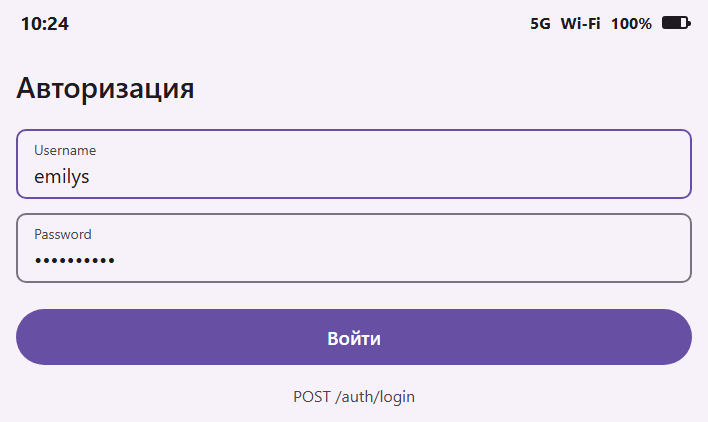 10:24 5G Wi-Fi 100%
Авторизация
Username
emilys
Password
••••••••••
Войти
POST /auth/login